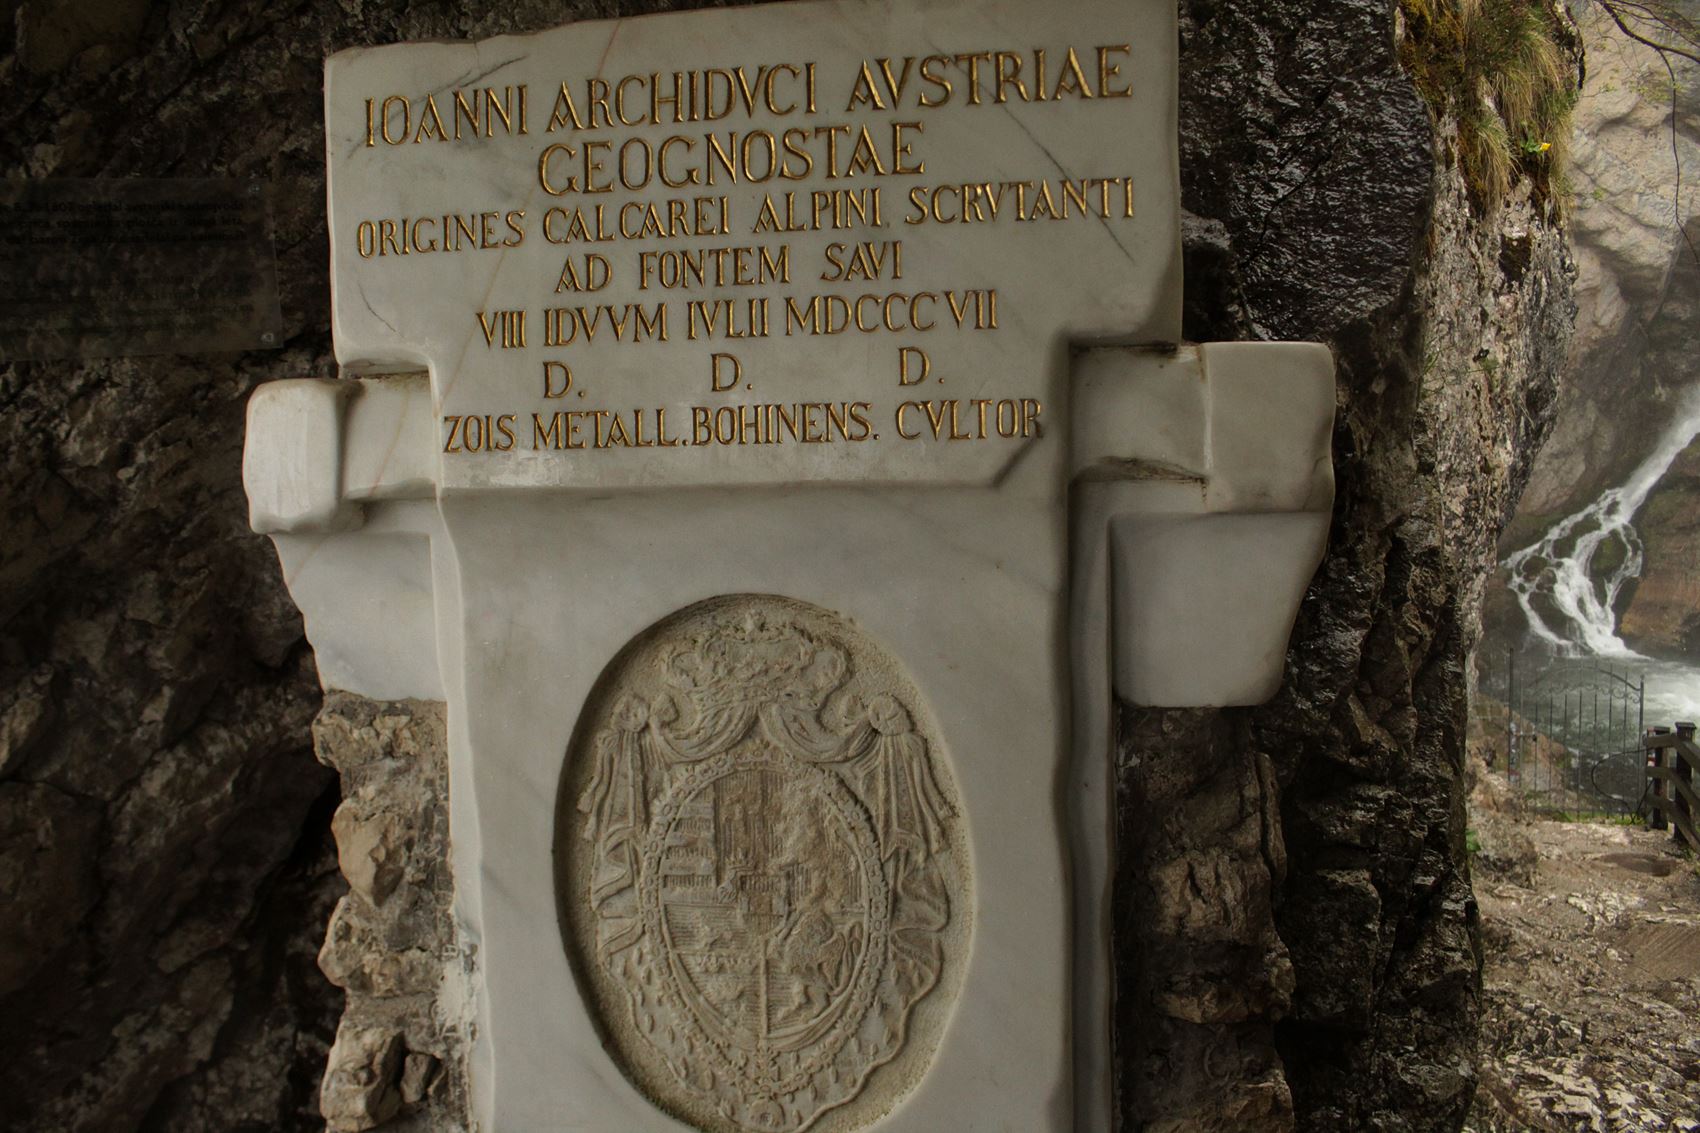 IOANNI ARCHIDVCI AVSTRIAE
GEOGNOSTAE
ORIGINES CALCAREI ALPINI SCRVTANTI
AD FONTEM SAVI
VIII IDVVM IVLII MDCCCVII
D. D. D.
ZOIS METALL. BOHINENS. CVLTOR